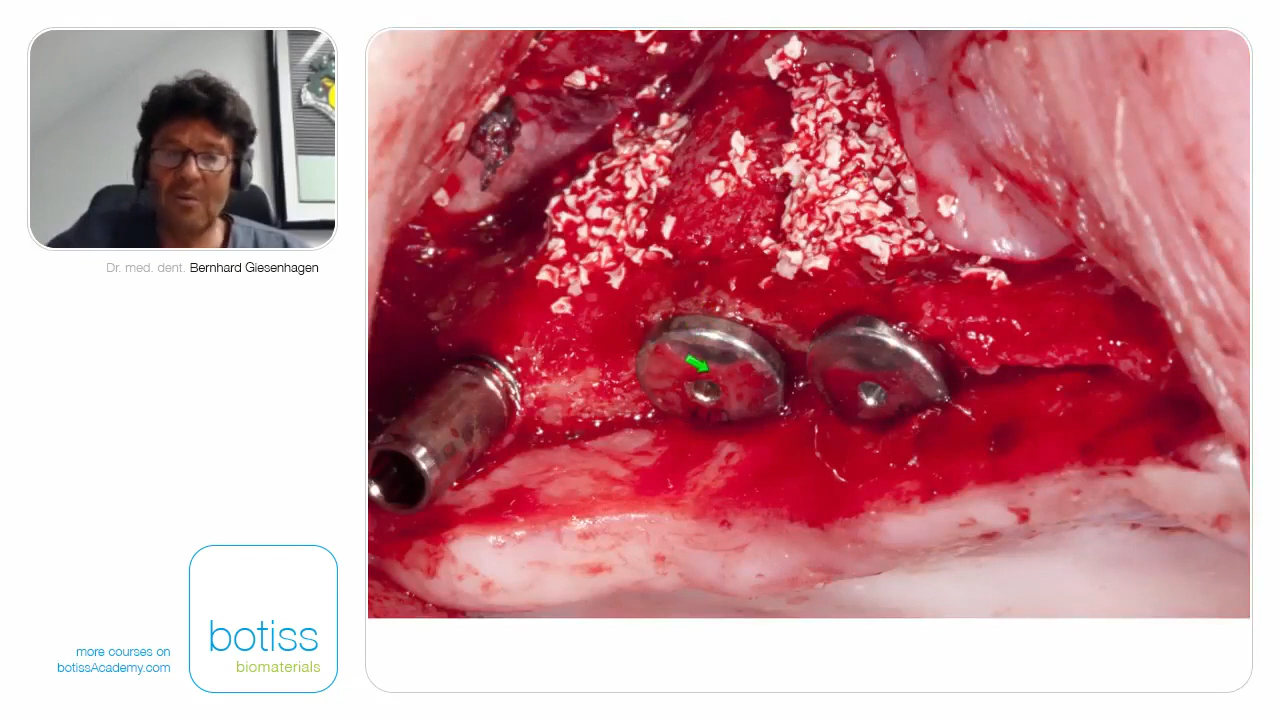 Dr. med. dent. Bernhard Giesenhagen
botiss
biomaterials
more courses on
botissAcademy.com